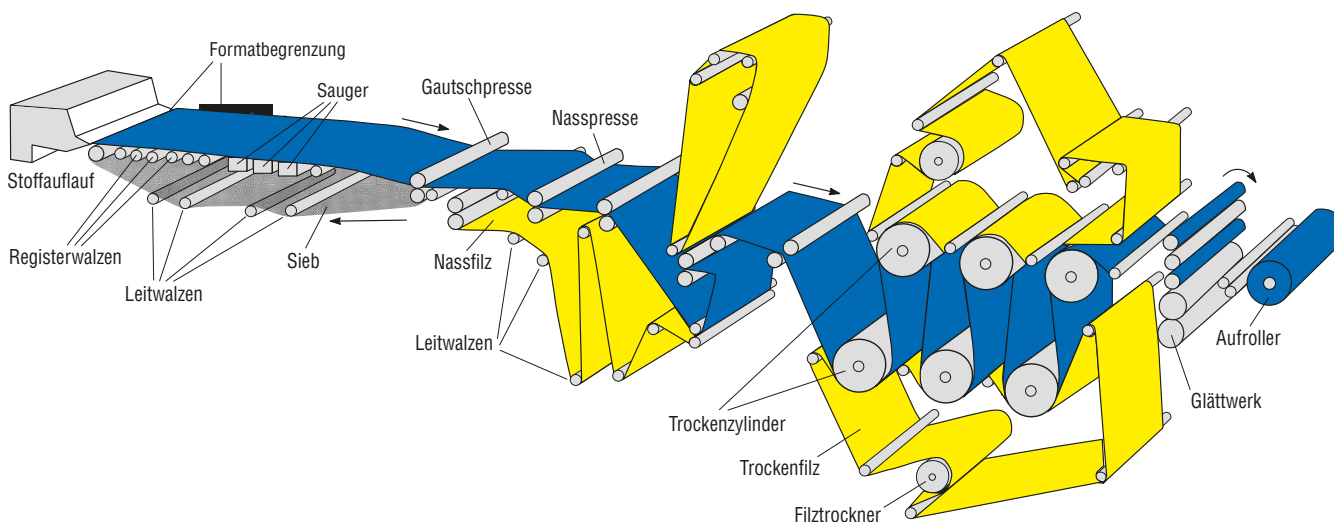 Formatbegrenzung
Sauger
Gautschpresse
Nasspresse
Stoffauflauf
Registerwalzen
Leitwalzen
Sieb
Nassfilz
Leitwalzen
Trockenzylinder
Trockenfilz
Filztrockner
Aufroller
Glättwerk